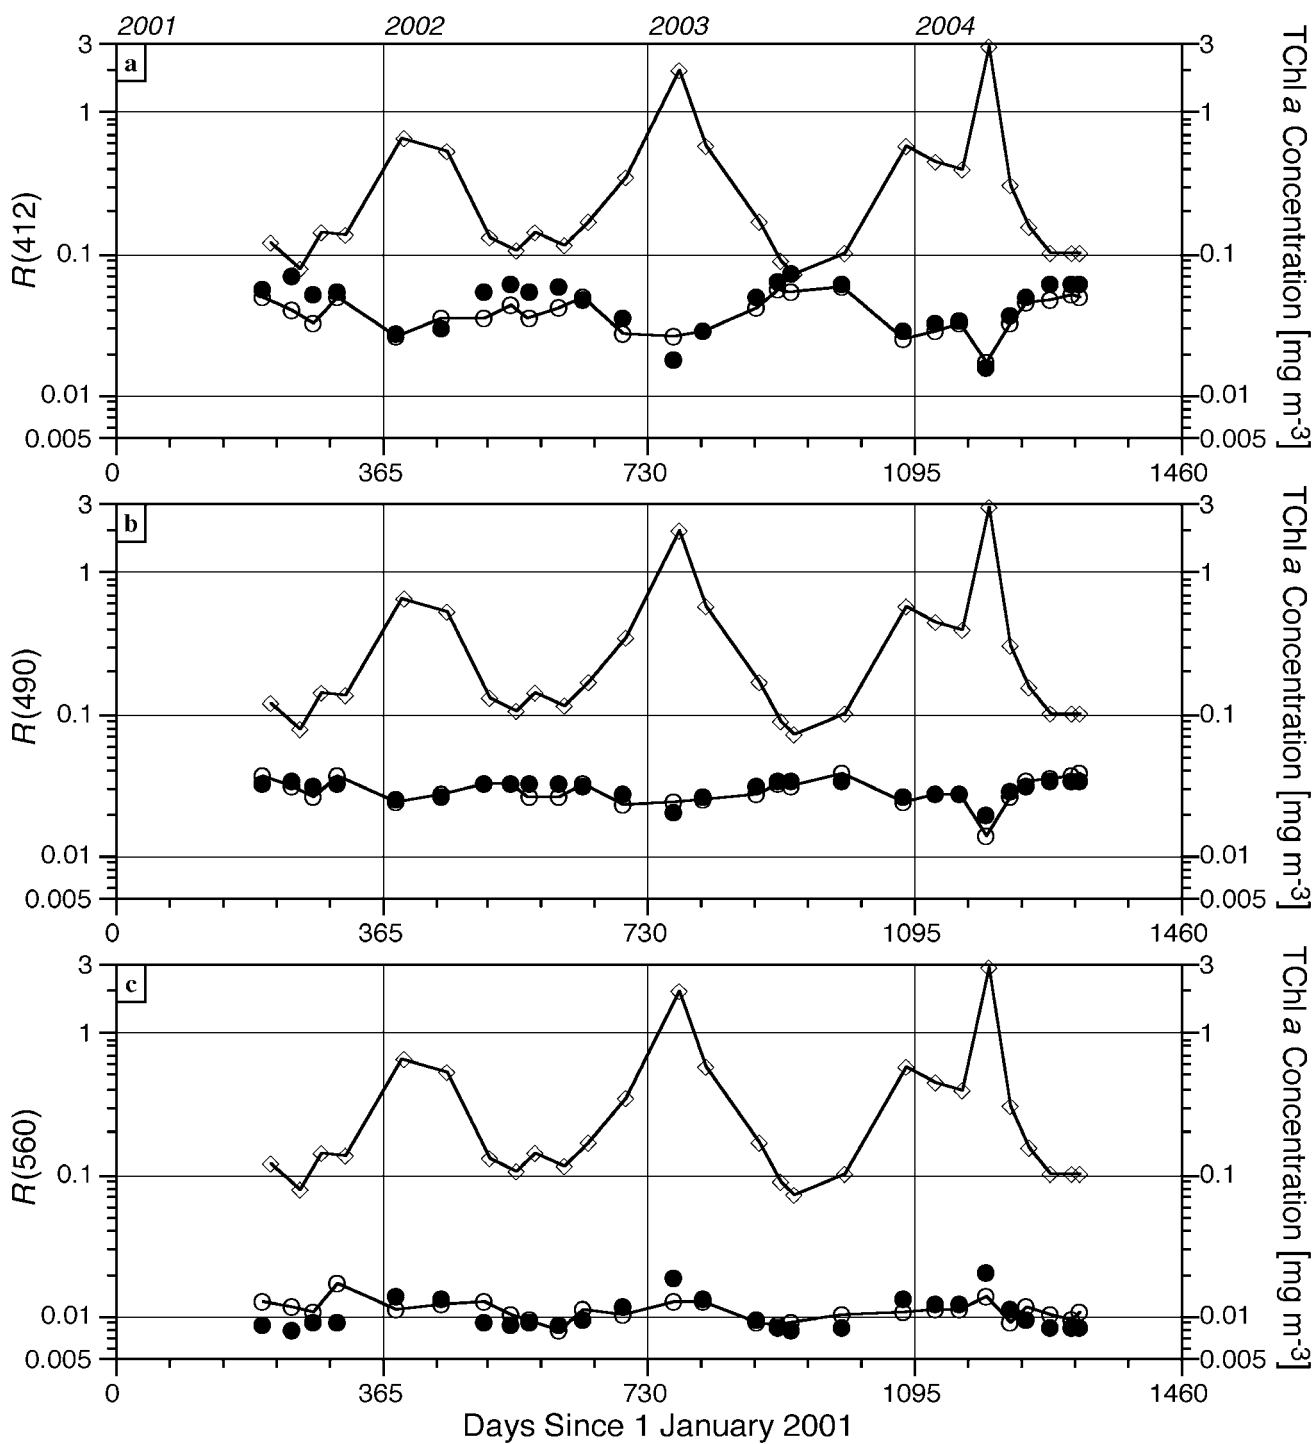 2001 2002 2003 2004
a
3 3
1 1
0.1 0.1
0.01 0.01
0.005 0.005
R(412)
TChl a Concentration [mg m-3]
0 365 730 1095 1460
b
3 3
1 1
0.1 0.1
0.01 0.01
0.005 0.005
R(490)
TChl a Concentration [mg m-3]
0 365 730 1095 1460
c
3 3
1 1
0.1 0.1
0.01 0.01
0.005 0.005
R(560)
TChl a Concentration [mg m-3]
0 365 730 1095 1460
Days Since 1 January 2001